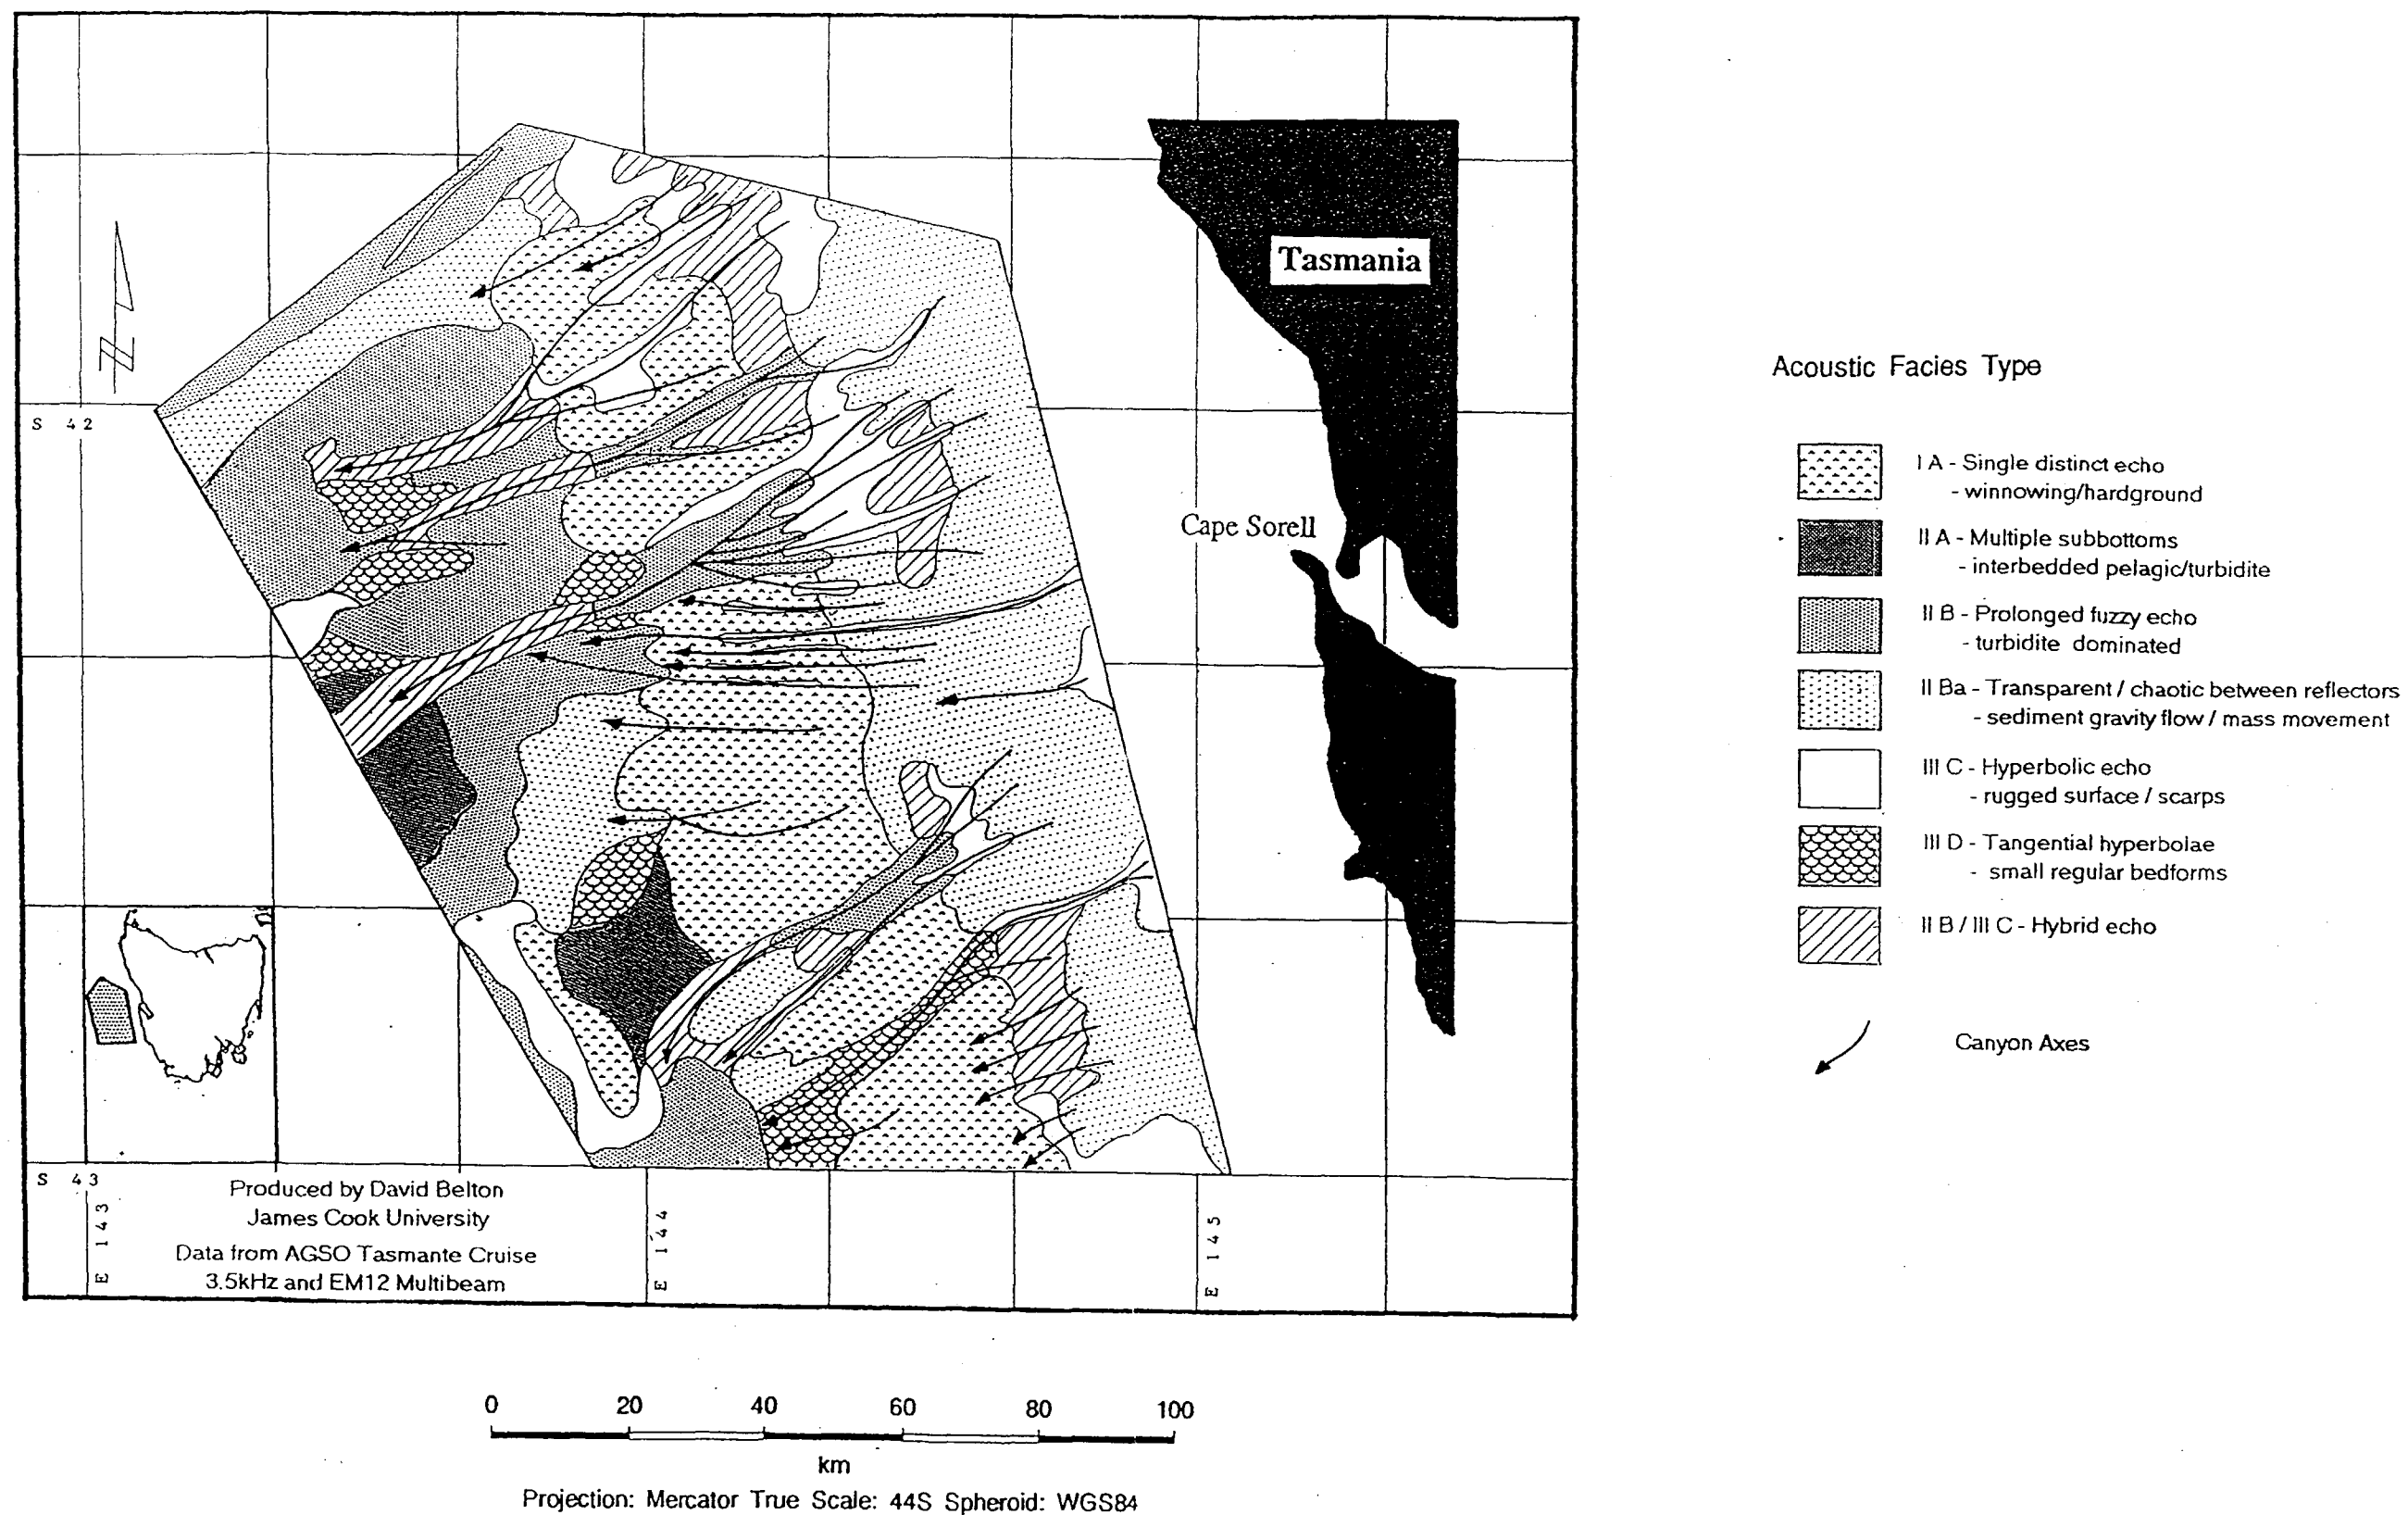 Tasmania
Cape Sorell
N
S 42
S 43
E 143
E 144
E 145
Produced by David Belton
James Cook University
Data from AGSO Tasmante Cruise
3.5kHz and EM12 Multibeam
Acoustic Facies Type
I A - Single distinct echo
- winnowing/hardground
II A - Multiple subbottoms
- interbedded pelagic/turbidite
II B - Prolonged fuzzy echo
- turbidite dominated
II Ba - Transparent / chaotic between reflectors
- sediment gravity flow / mass movement
III C - Hyperbolic echo
- rugged surface / scarps
III D - Tangential hyperbolae
- small regular bedforms
II B / III C - Hybrid echo
Canyon Axes
0 20 40 60 80 100
km
Projection: Mercator True Scale: 44S Spheroid: WGS84